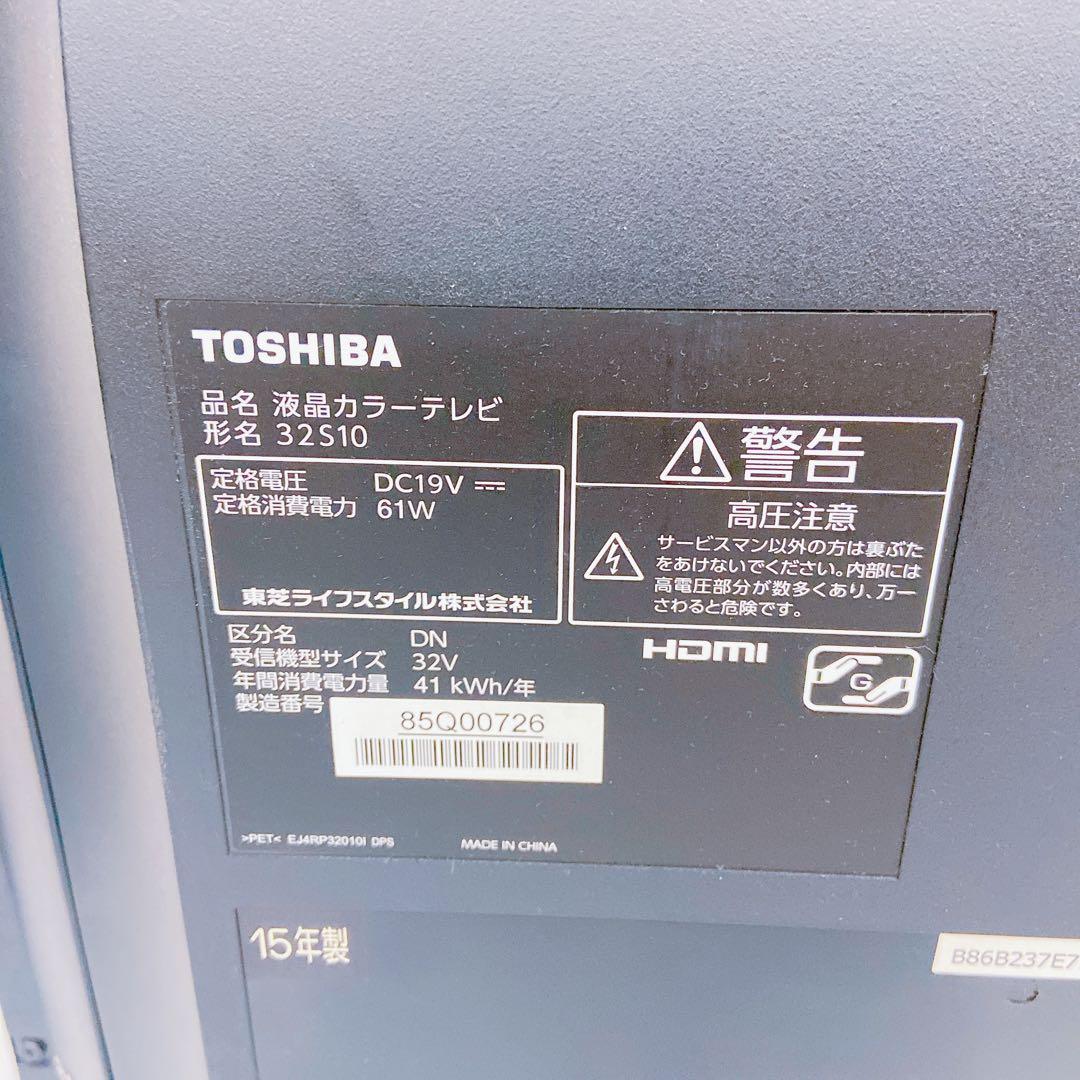 TOSHIBA
品名 液晶カラーテレビ
形名 32S10
定格電圧 DC19V ⎓
定格消費電力 61W
東芝ライフスタイル株式会社
警告
高圧注意
サービスマン以外の方は裏ぶた
をあけないでください。内部には
高電圧部分が数多くあり、万一
さわると危険です。
区分名 DN
受信機型サイズ 32V
年間消費電力量 41 kWh/年
製造番号 85Q00726
HDMI
G
>PET< EJ4RP32010I DPS
MADE IN CHINA
15年製
B86B237E7